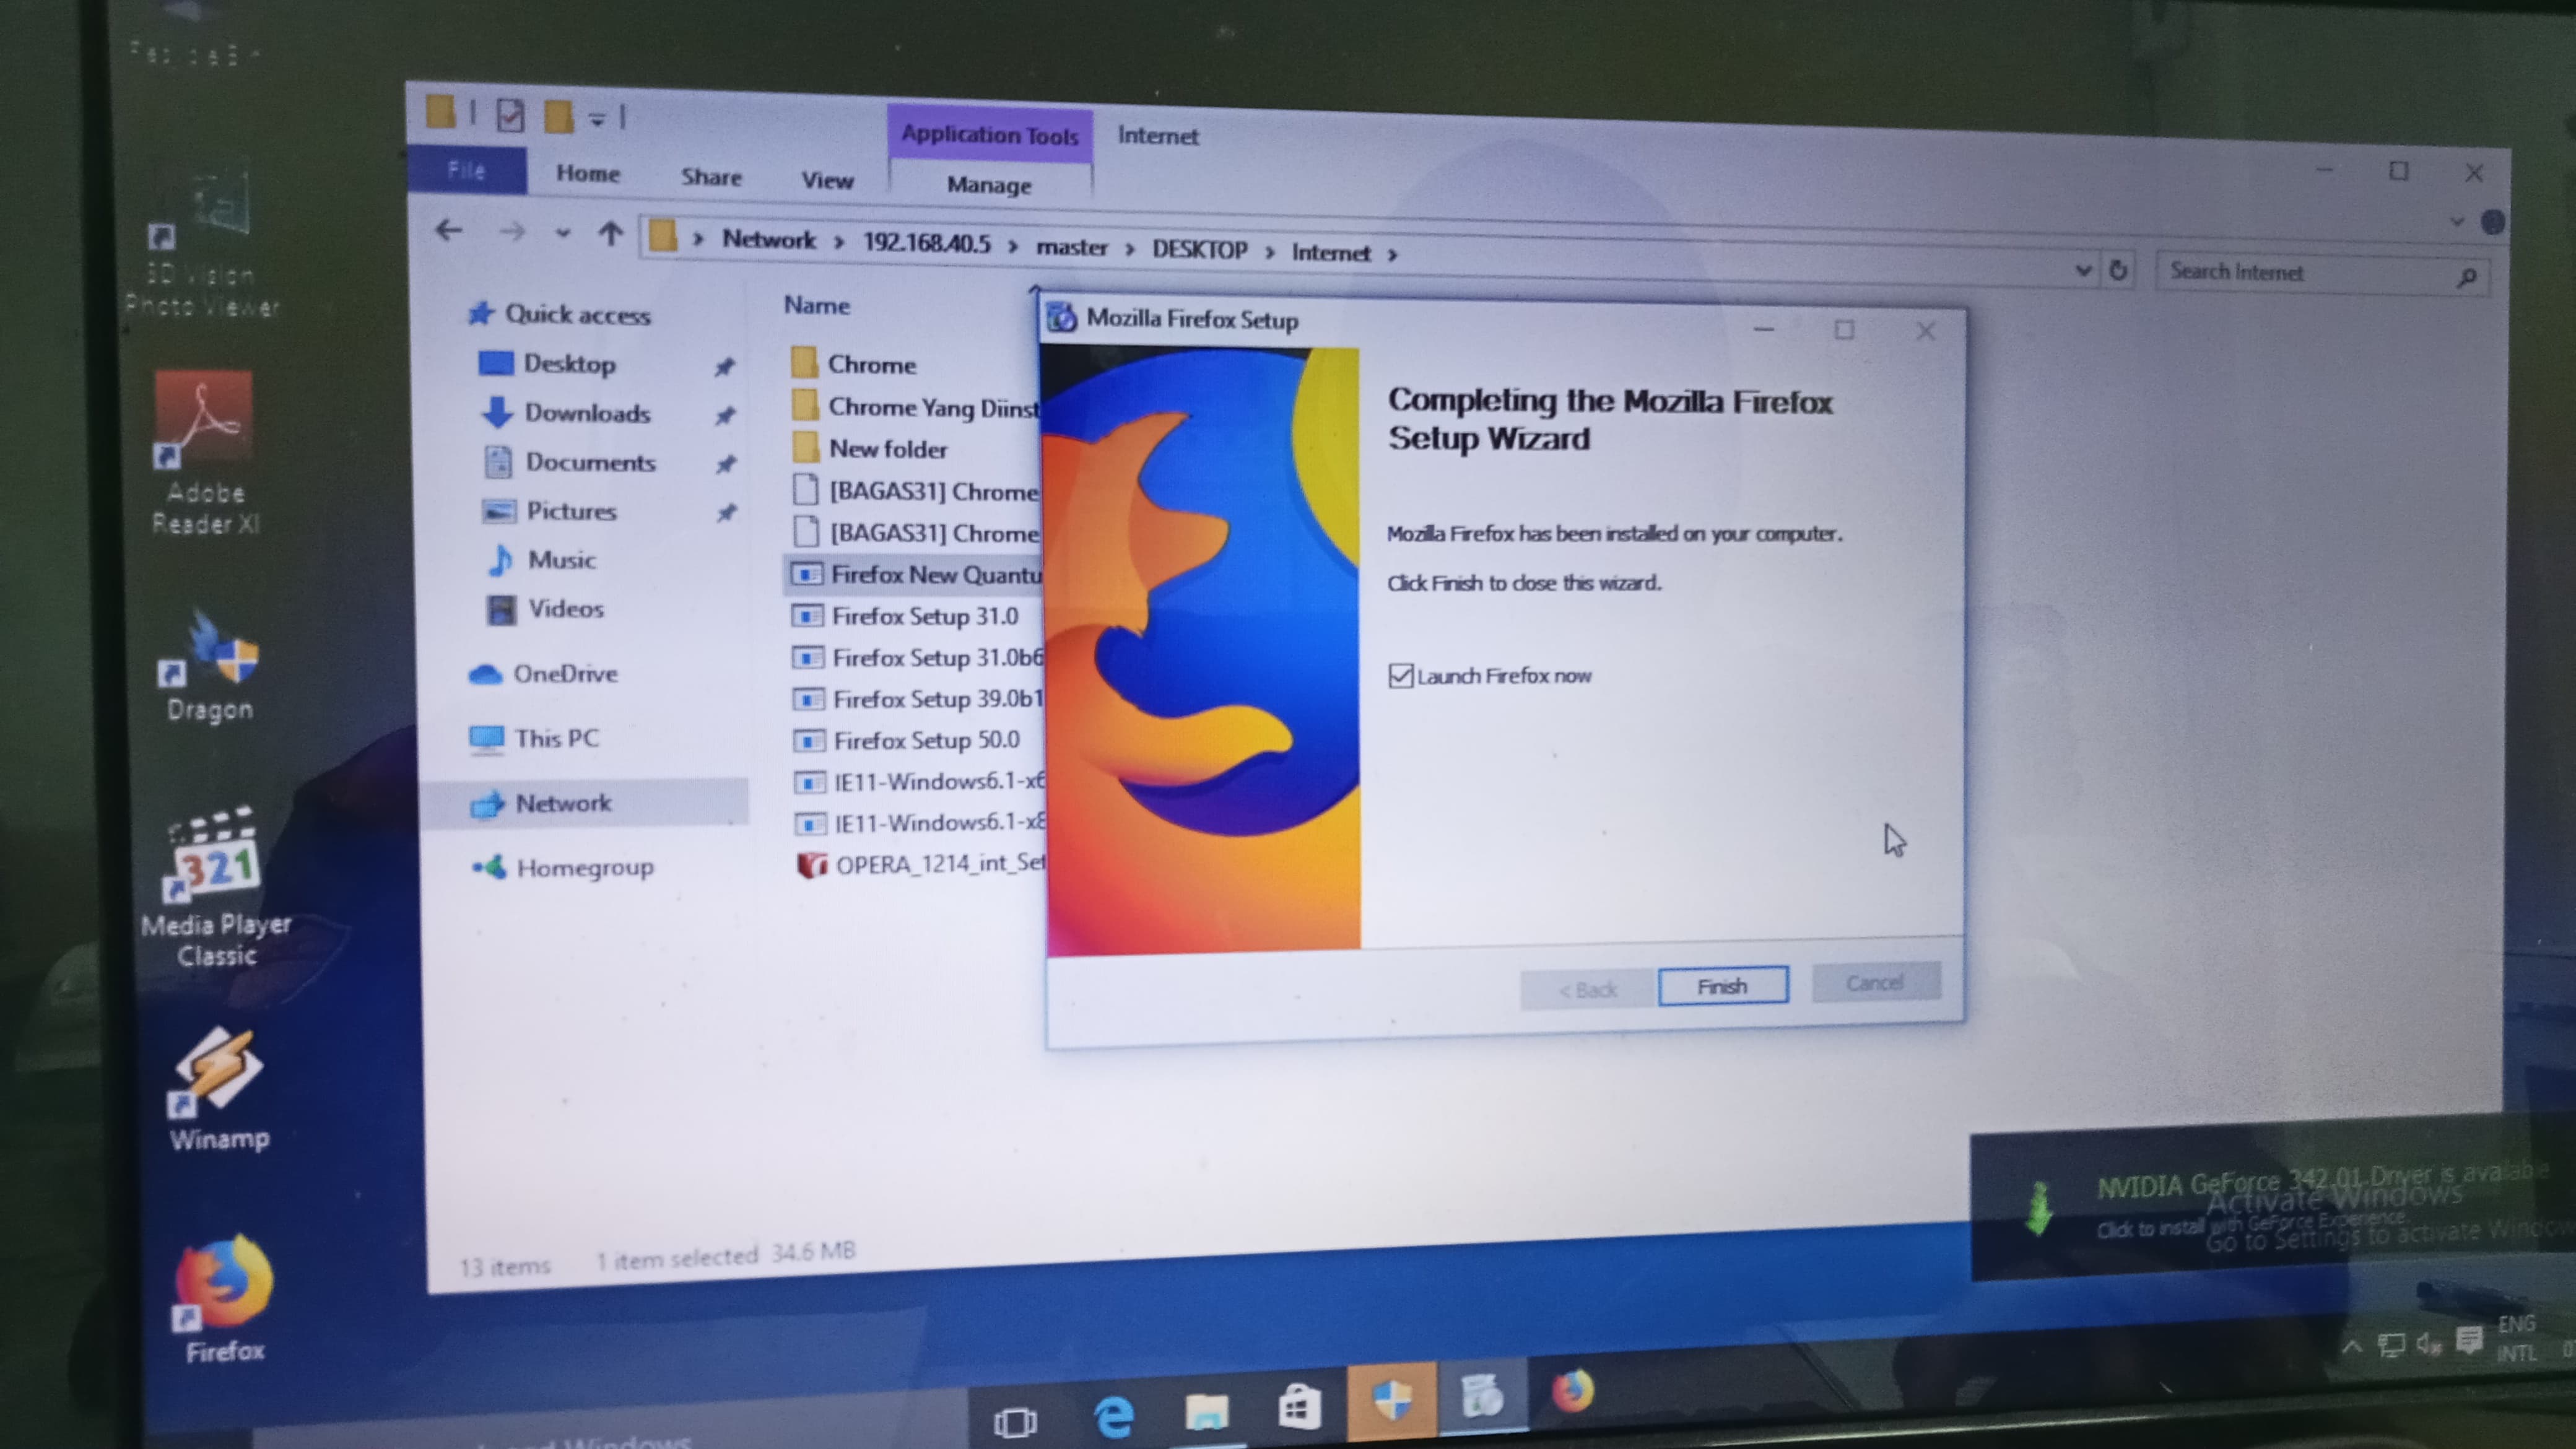 3D Vision
Photo Viewer
Adobe
Reader XI
Dragon
321
Media Player
Classic
Winamp
Firefox
Application Tools
Internet
File
Home
Share
View
Manage
Network
192.168.40.5
master
DESKTOP
Internet
Search Internet
Quick access
Desktop
Downloads
Documents
Pictures
Music
Videos
OneDrive
This PC
Network
Homegroup
Name
Chrome
Chrome Yang Diinst
New folder
[BAGAS31] Chrome
[BAGAS31] Chrome
Firefox New Quantu
Firefox Setup 31.0
Firefox Setup 31.0b6
Firefox Setup 39.0b1
Firefox Setup 50.0
IE11-Windows6.1-x6
IE11-Windows6.1-x8
OPERA_1214_int_Set
13 items
1 item selected 34.6 MB
Mozilla Firefox Setup
Completing the Mozilla Firefox
Setup Wizard
Mozilla Firefox has been installed on your computer.
Click Finish to close this wizard.
Launch Firefox now
< Back
Finish
Cancel
NVIDIA GeForce 342.01 Driver is available
Activate Windows
Click to install with GeForce Experience.
Go to Settings to activate Windo
ENG
INTL
Windows